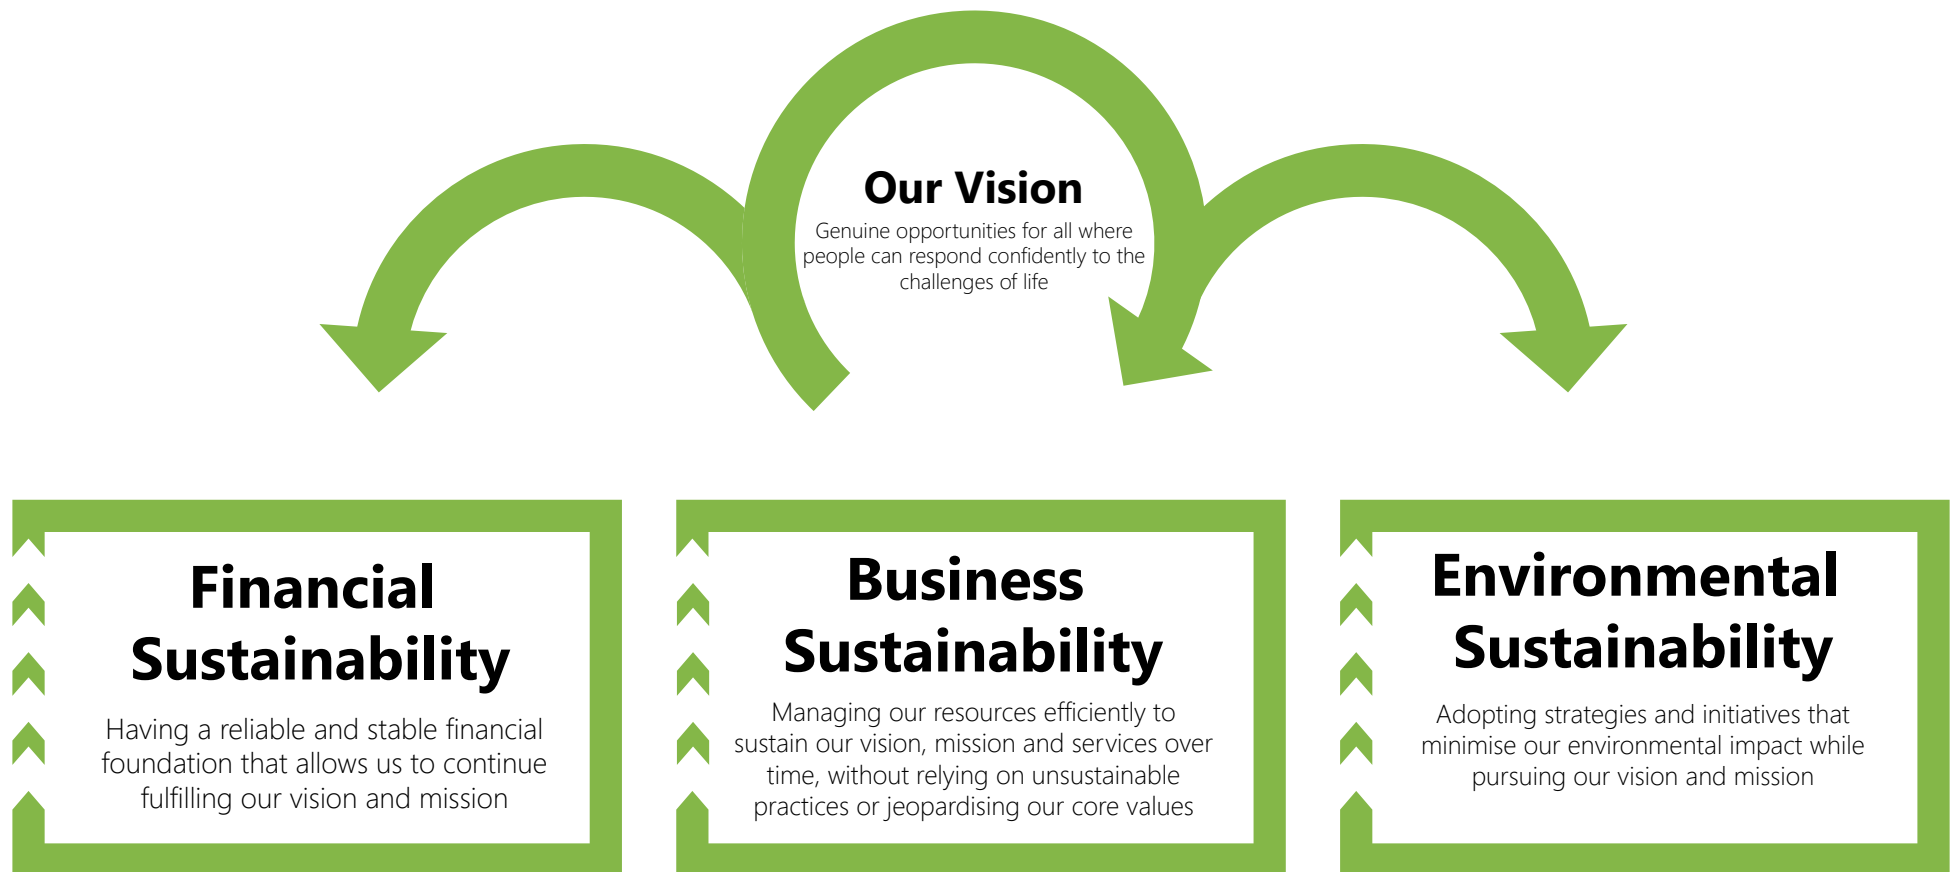 Our Vision
Genuine opportunities for all where
people can respond confidently to the
challenges of life
Financial
Sustainability
Having a reliable and stable financial
foundation that allows us to continue
fulfilling our vision and mission
Business
Sustainability
Managing our resources efficiently to
sustain our vision, mission and services over
time, without relying on unsustainable
practices or jeopardising our core values
Environmental
Sustainability
Adopting strategies and initiatives that
minimise our environmental impact while
pursuing our vision and mission